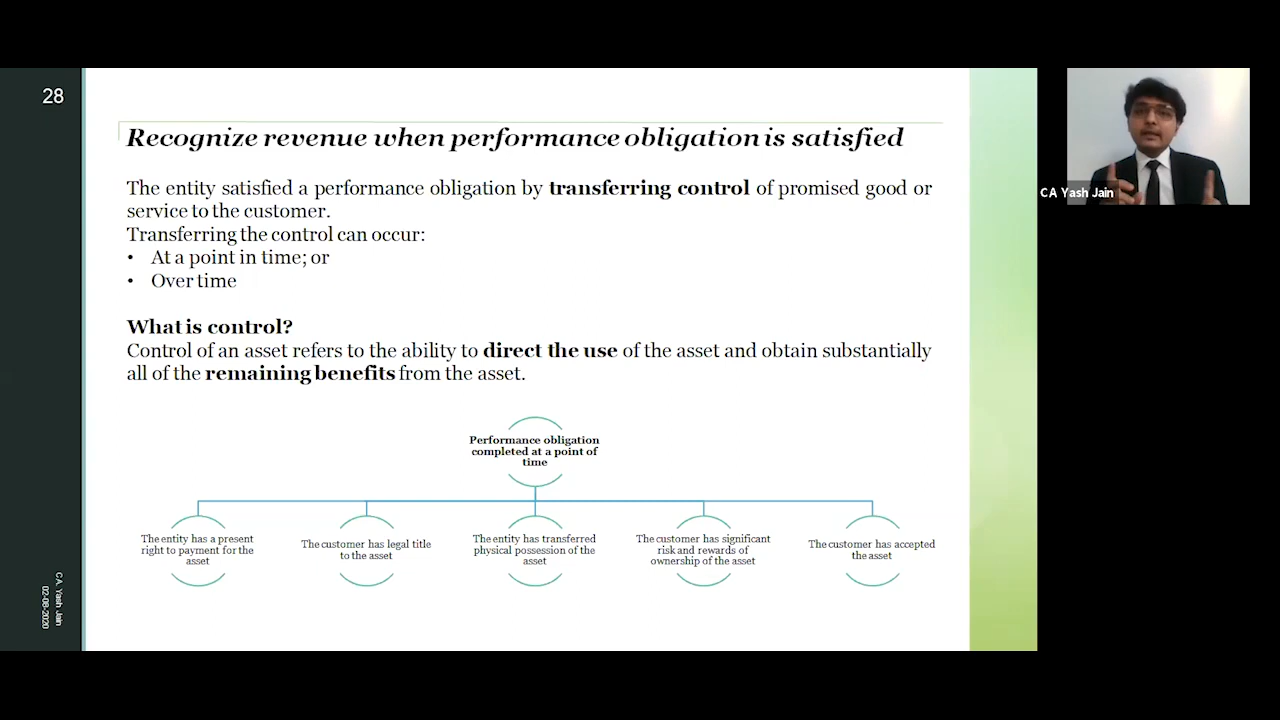 28
Recognize revenue when performance obligation is satisfied
The entity satisfied a performance obligation by transferring control of promised good or
service to the customer.
Transferring the control can occur:
• At a point in time; or
• Over time
What is control?
Control of an asset refers to the ability to direct the use of the asset and obtain substantially
all of the remaining benefits from the asset.
Performance obligation
completed at a point of
time
The entity has a present
right to payment for the
asset
The customer has legal title
to the asset
The entity has transferred
physical possession of the
asset
The customer has significant
risk and rewards of
ownership of the asset
The customer has accepted
the asset
C.A. Yash Jain
02-08-2020
CA Yash Jain